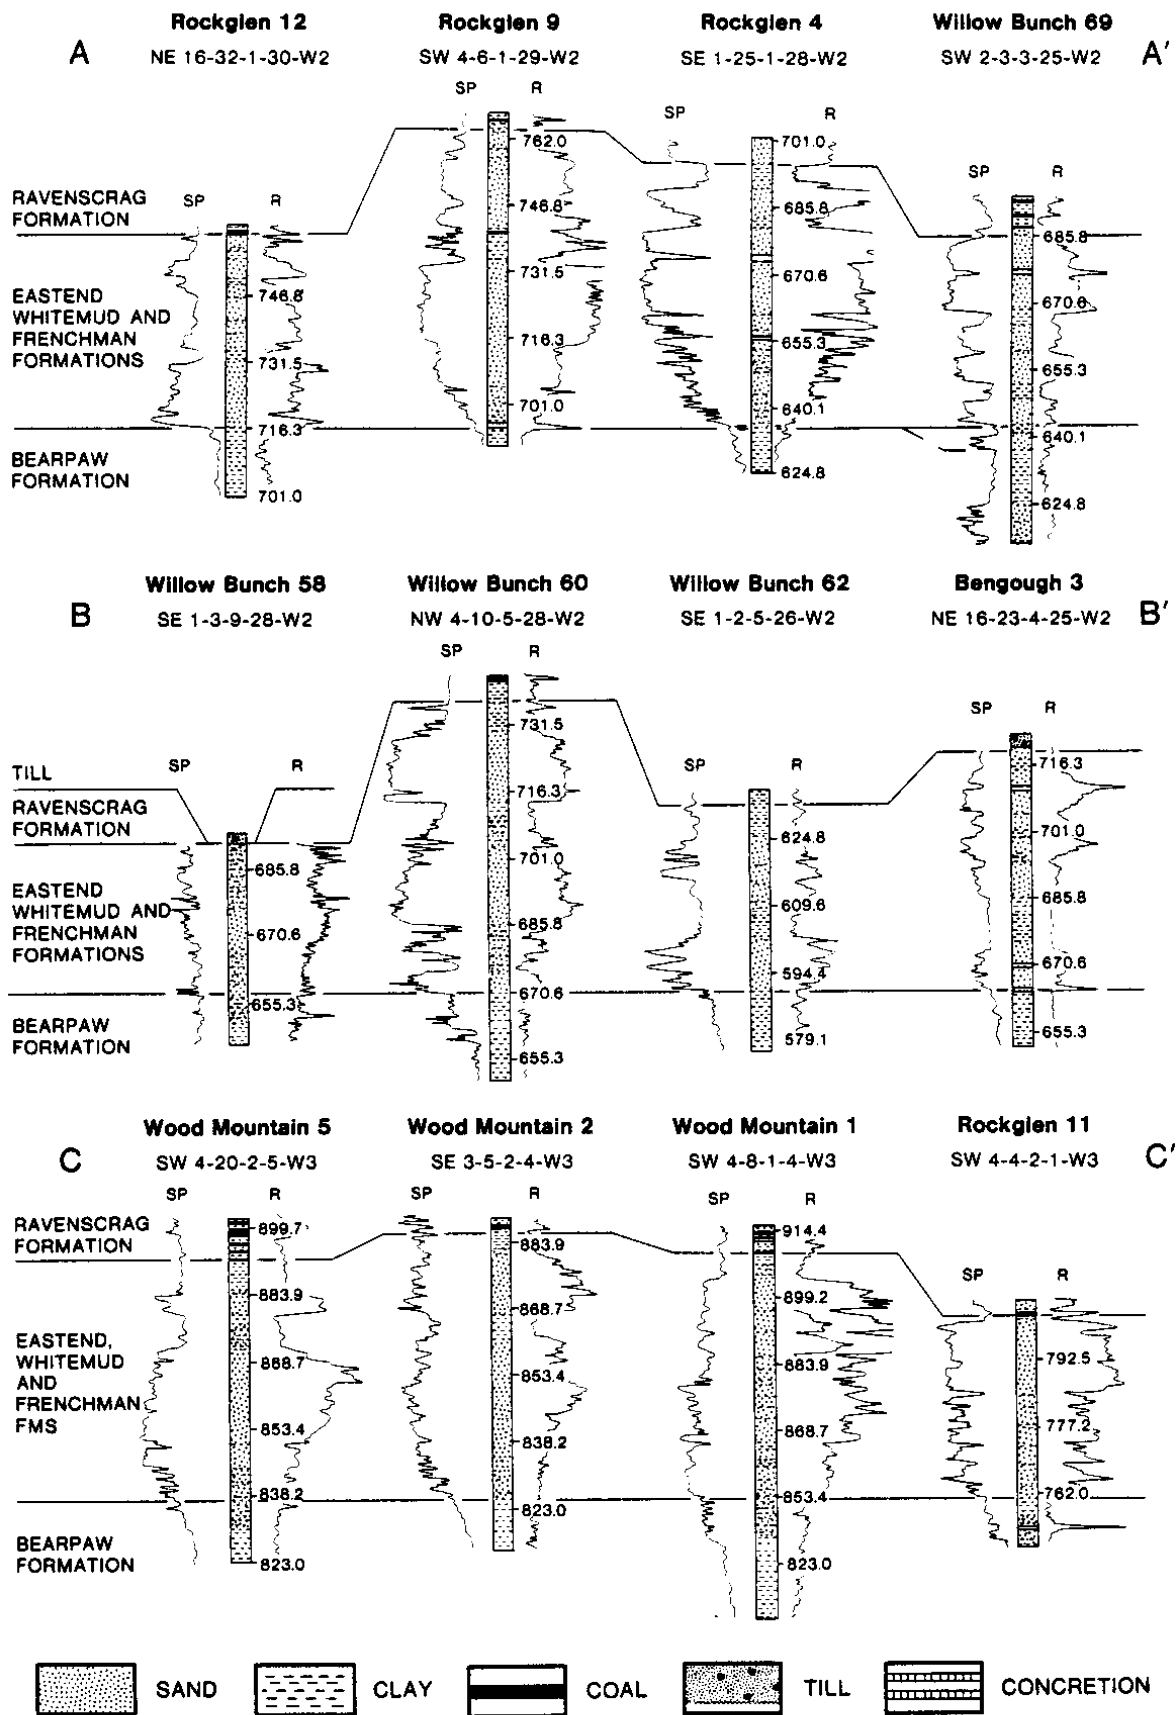 Rockglen 12
Rockglen 9
Rockglen 4
Willow Bunch 69
A
NE 16-32-1-30-W2
SW 4-6-1-29-W2
SE 1-25-1-28-W2
SW 2-3-3-25-W2
A'
SP
R
SP
R
SP
R
SP
R
RAVENSCRAG
FORMATION
EASTEND
WHITEMUD AND
FRENCHMAN
FORMATIONS
BEARPAW
FORMATION
746.8
731.5
716.3
701.0
762.0
746.8
731.5
716.3
701.0
701.0
685.8
670.6
655.3
640.1
624.8
685.8
670.6
655.3
640.1
624.8
Willow Bunch 58
Willow Bunch 60
Willow Bunch 62
Bengough 3
B
SE 1-3-9-28-W2
NW 4-10-5-28-W2
SE 1-2-5-26-W2
NE 16-23-4-25-W2
B'
SP
R
SP
R
SP
R
SP
R
TILL
RAVENSCRAG
FORMATION
EASTEND
WHITEMUD AND
FRENCHMAN
FORMATIONS
BEARPAW
FORMATION
685.8
670.6
655.3
731.5
716.3
701.0
685.8
670.6
655.3
624.8
609.6
594.4
579.1
716.3
701.0
685.8
670.6
655.3
Wood Mountain 5
Wood Mountain 2
Wood Mountain 1
Rockglen 11
C
SW 4-20-2-5-W3
SE 3-5-2-4-W3
SW 4-8-1-4-W3
SW 4-4-2-1-W3
C'
SP
R
SP
R
SP
R
SP
R
RAVENSCRAG
FORMATION
EASTEND,
WHITEMUD
AND
FRENCHMAN
FMS
BEARPAW
FORMATION
899.7
883.9
868.7
853.4
838.2
823.0
883.9
868.7
853.4
838.2
823.0
914.4
899.2
883.9
868.7
853.4
823.0
792.5
777.2
762.0
SAND
CLAY
COAL
TILL
CONCRETION